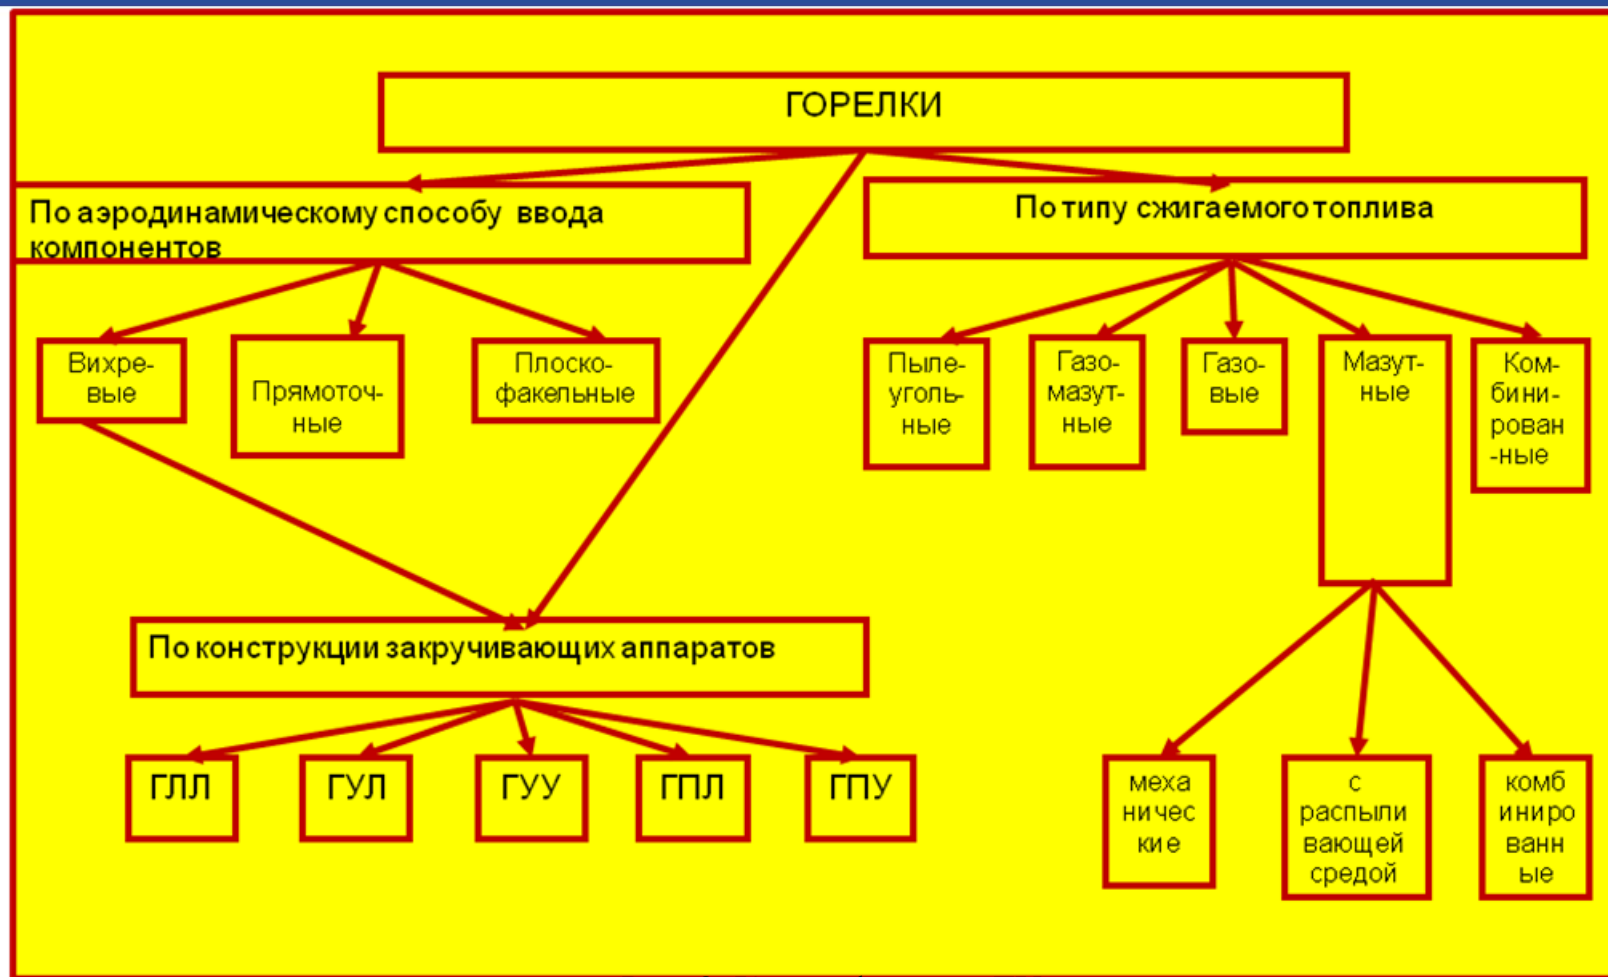 ГОРЕЛКИ
По аэродинамическому способу ввода
компонентов
По типу сжигаемого топлива
Вихре-
вые
Прямоточ-
ные
Плоско-
факельные
Пыле-
уголь-
ные
Газо-
мазут-
ные
Газо-
вые
Мазут-
ные
Ком-
бини-
рован
-ные
По конструкции закручивающих аппаратов
ГЛЛ
ГУЛ
ГУУ
ГПЛ
ГПУ
меха
ничес
кие
с
распыли
вающей
средой
комб
иниро
ванн
ые